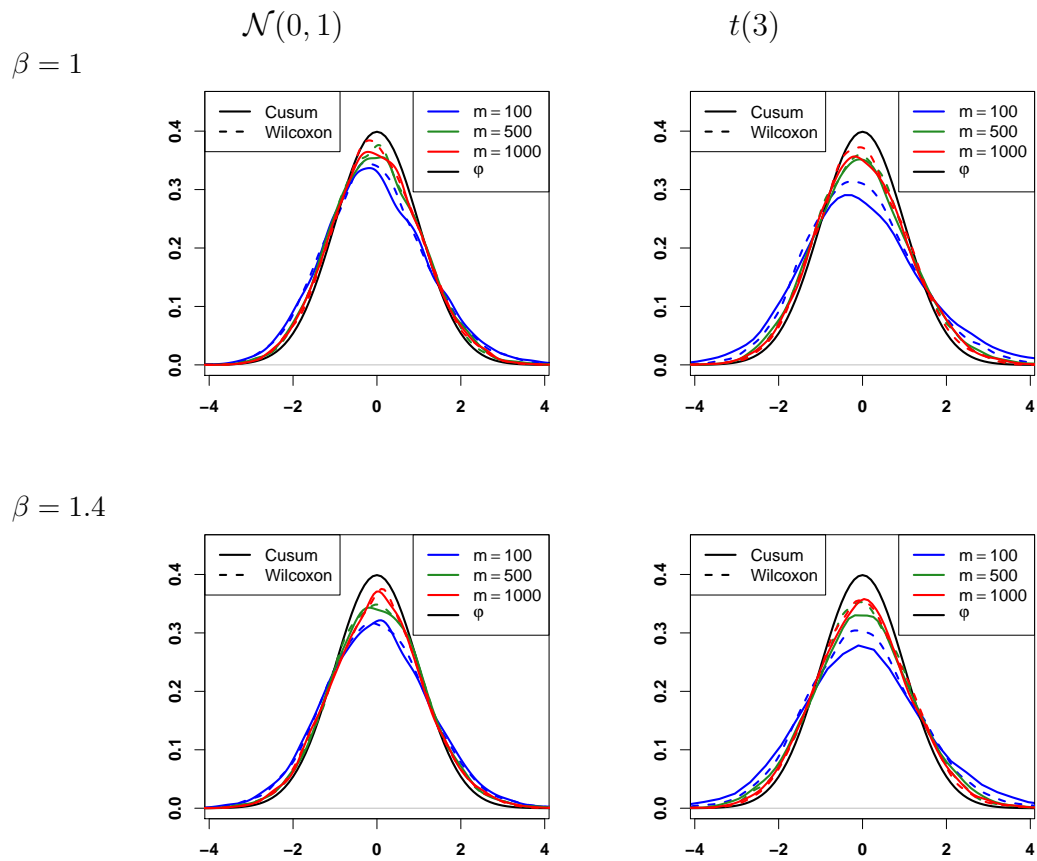 𝒩(0, 1)
t(3)
β = 1
Cusum
Wilcoxon
m = 100
m = 500
m = 1000
φ
0.0
0.1
0.2
0.3
0.4
−4 −2 0 2 4
Cusum
Wilcoxon
m = 100
m = 500
m = 1000
φ
0.0
0.1
0.2
0.3
0.4
−4 −2 0 2 4
β = 1.4
Cusum
Wilcoxon
m = 100
m = 500
m = 1000
φ
0.0
0.1
0.2
0.3
0.4
−4 −2 0 2 4
Cusum
Wilcoxon
m = 100
m = 500
m = 1000
φ
0.0
0.1
0.2
0.3
0.4
−4 −2 0 2 4